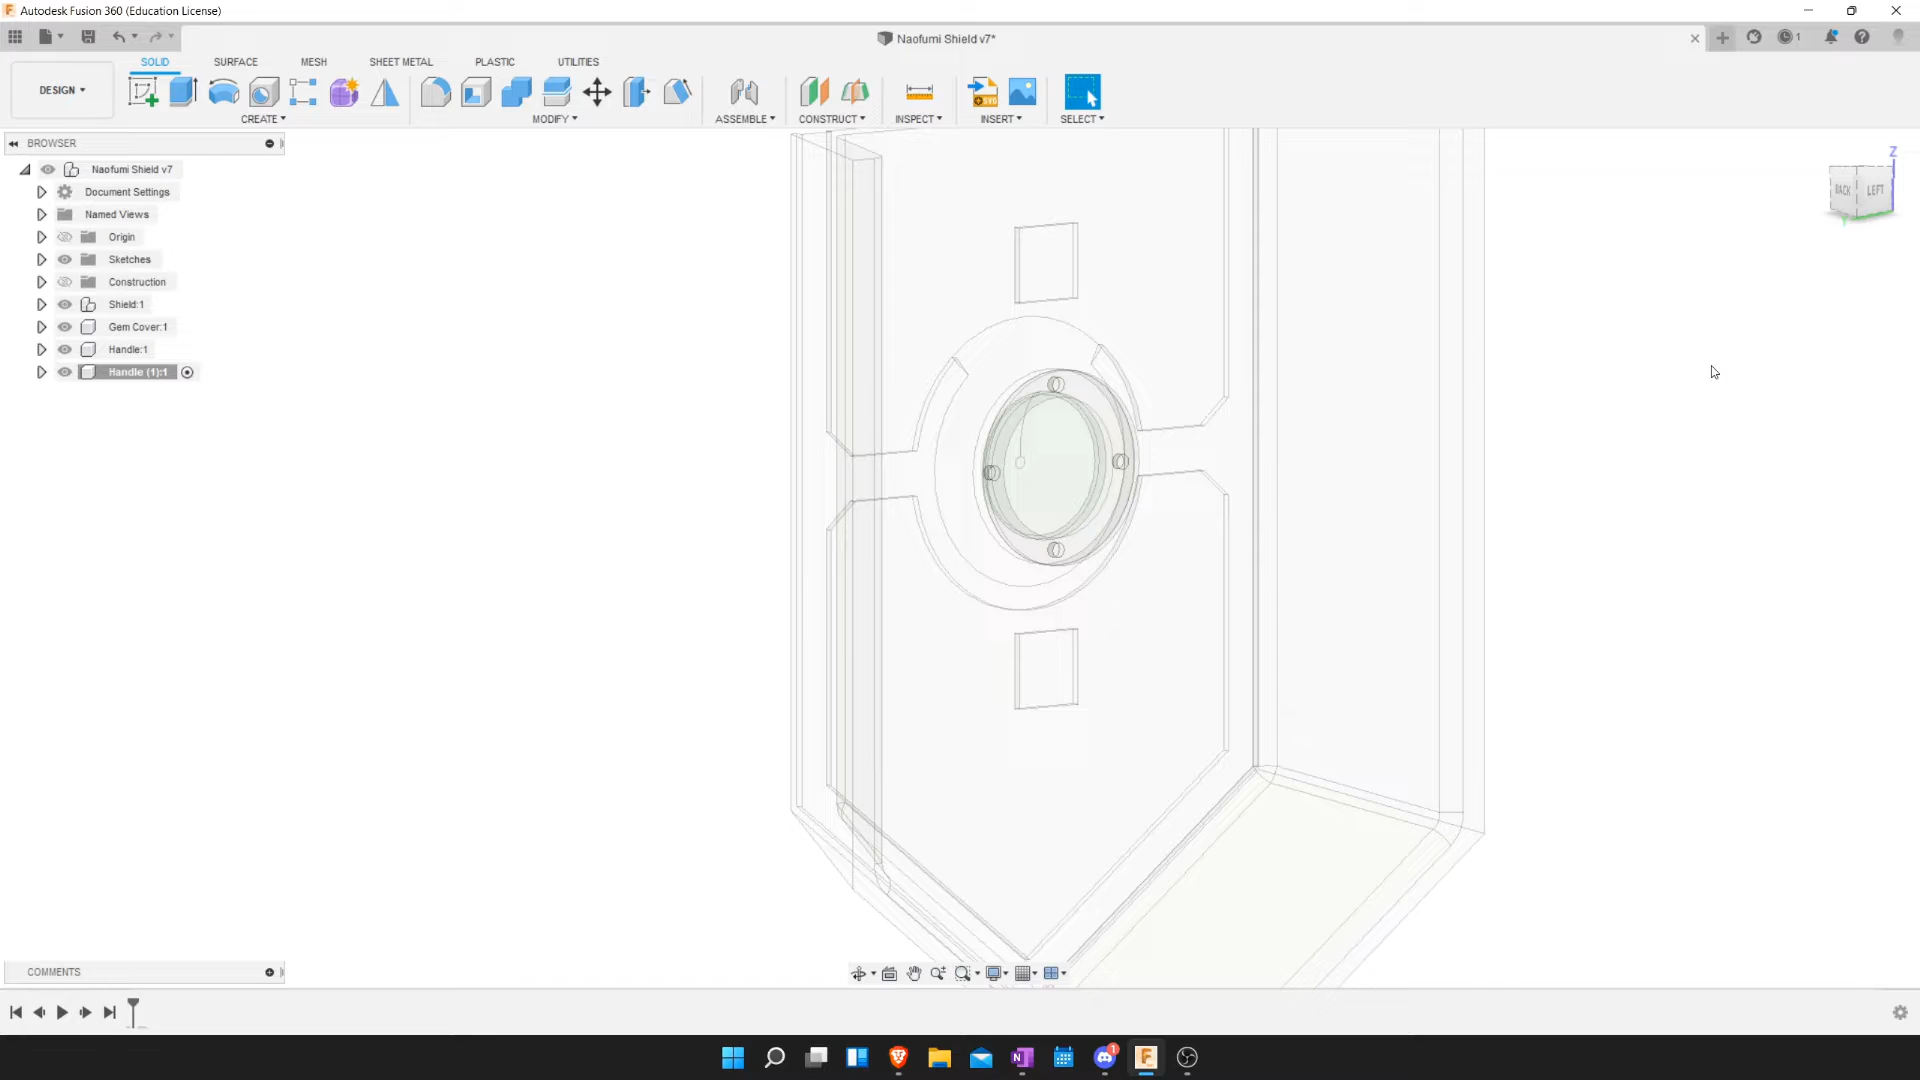 Autodesk Fusion 360 (Education License)
Naofumi Shield v7*
1
SOLID SURFACE MESH SHEET METAL PLASTIC UTILITIES
DESIGN
CREATE MODIFY ASSEMBLE CONSTRUCT INSPECT INSERT SELECT
BROWSER
Naofumi Shield v7
Document Settings
Named Views
Origin
Sketches
Construction
Shield:1
Gem Cover:1
Handle:1
Handle (1):1
Z
BACK LEFT
Y
COMMENTS
1